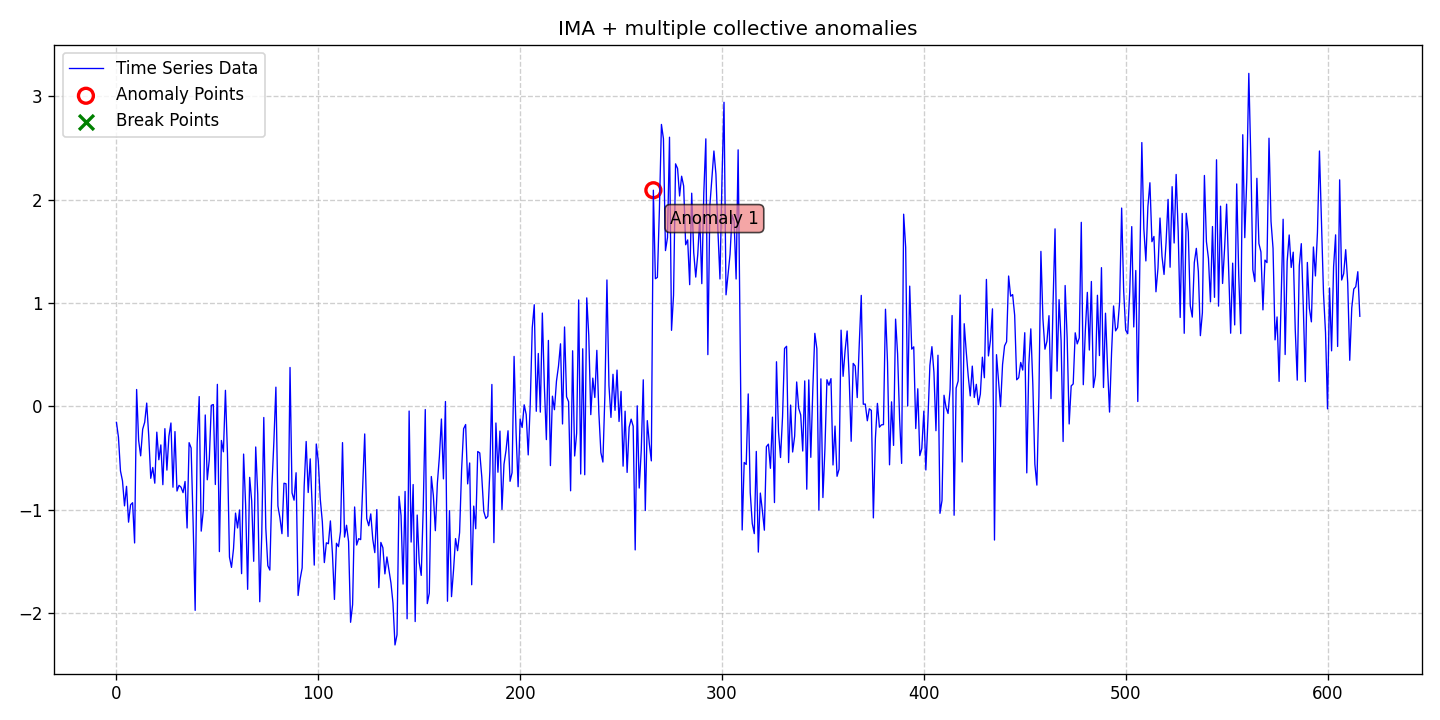 IMA + multiple collective anomalies
Time Series Data
Anomaly Points
Break Points
Anomaly 1
3
2
1
0
−1
−2
0 100 200 300 400 500 600